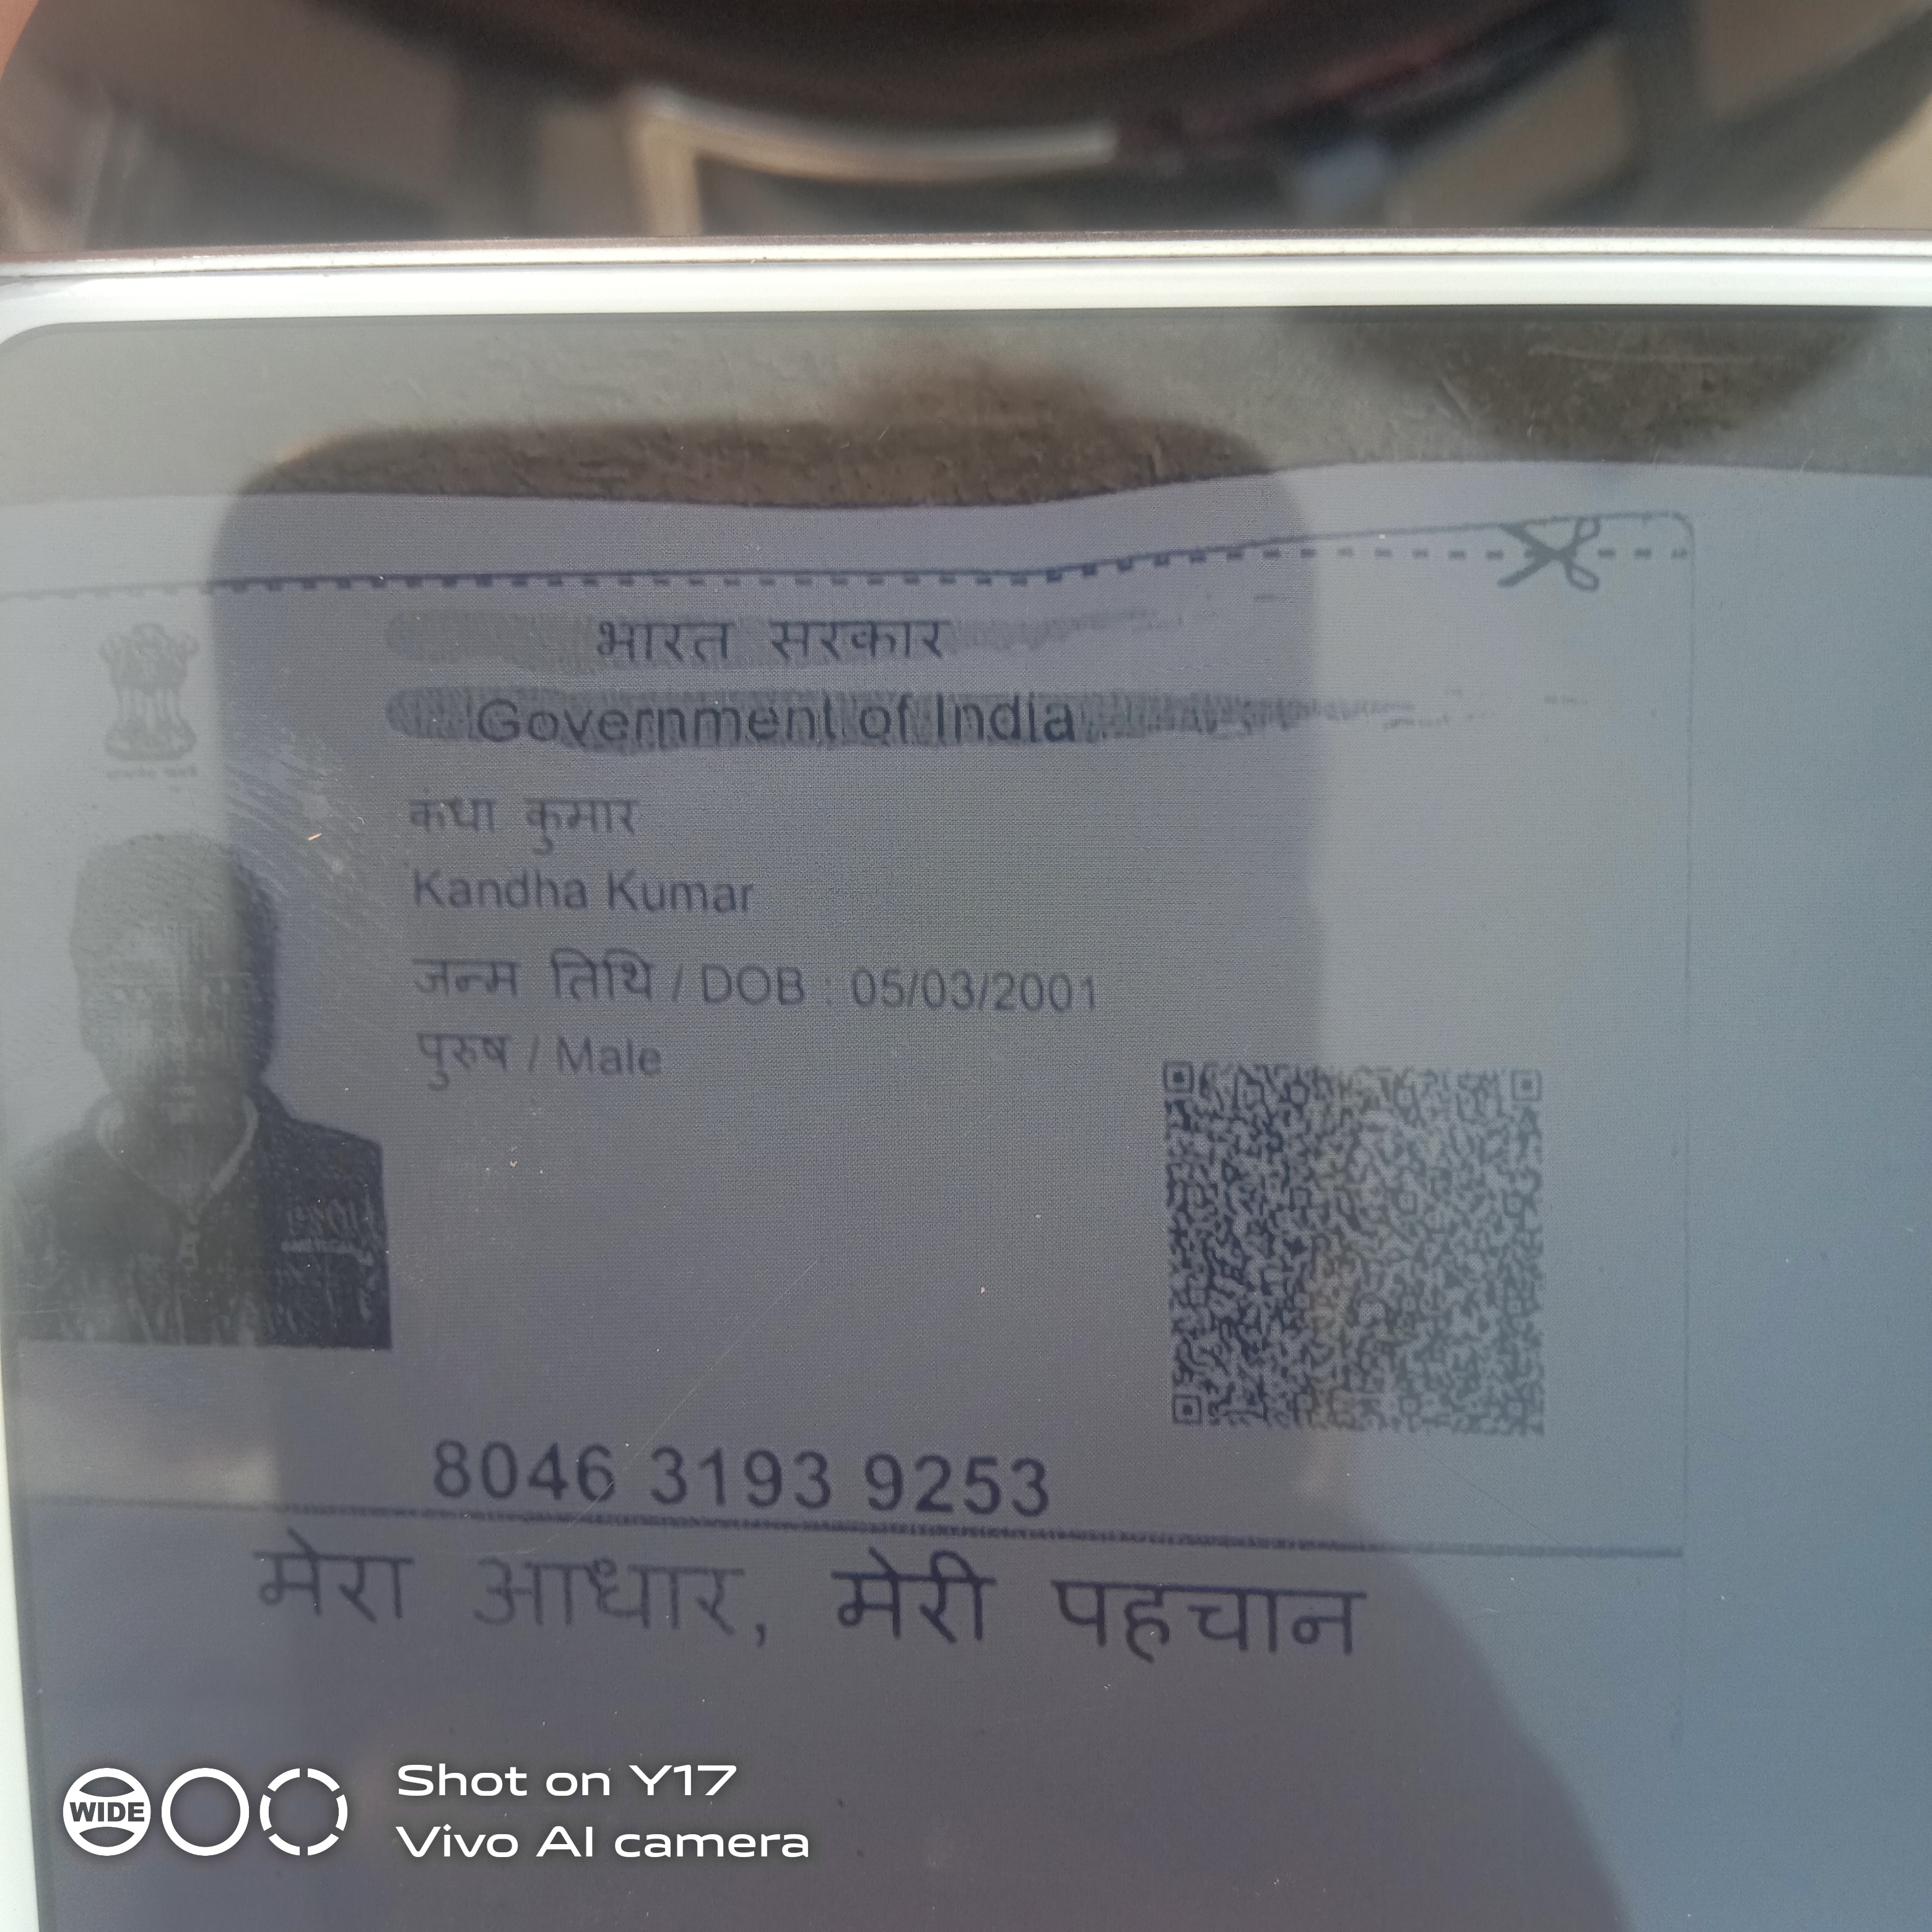 भारत सरकार
Government of India
कंधा कुमार
Kandha Kumar
जन्म तिथि / DOB : 05/03/2001
पुरुष / Male
8046 3193 9253
मेरा आधार, मेरी पहचान
WIDE
Shot on Y17
Vivo AI camera